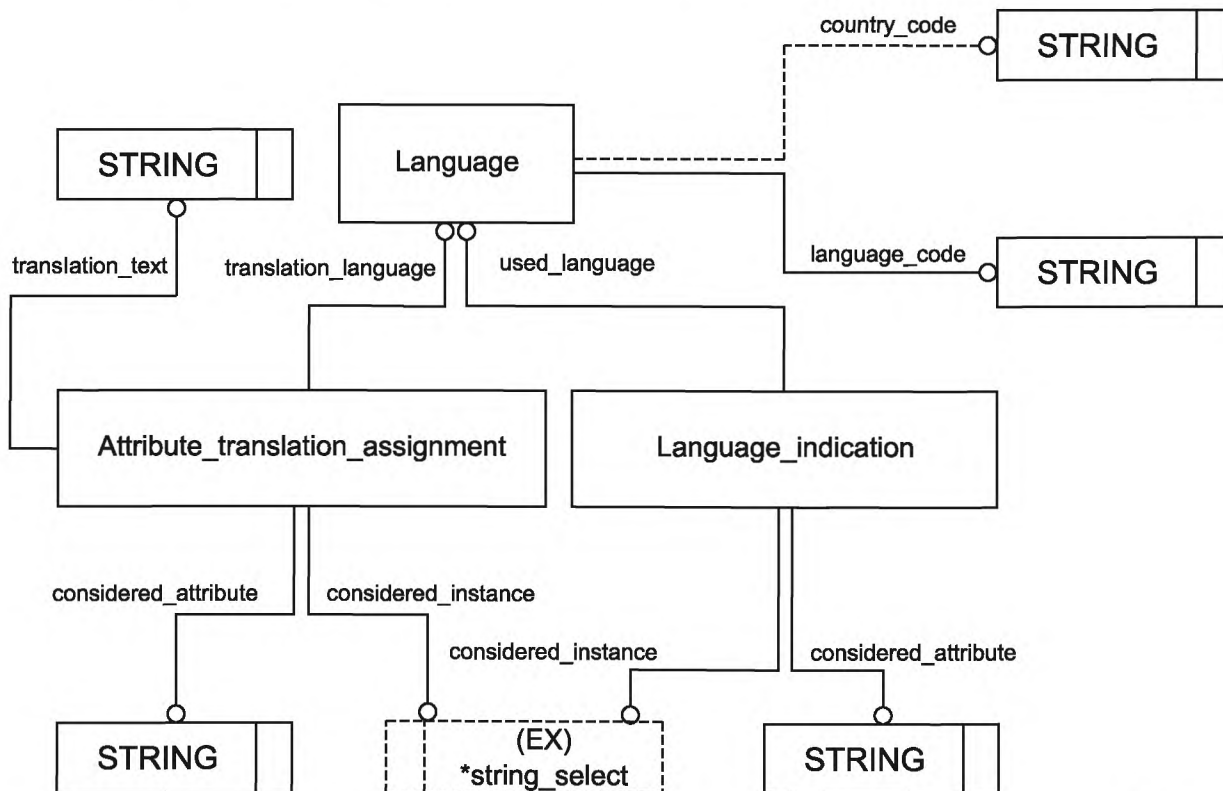 country_code
STRING
STRING
Language
translation_text
translation_language
used_language
language_code
STRING
Attribute_translation_assignment
Language_indication
considered_attribute
considered_instance
considered_instance
considered_attribute
STRING
(EX)
*string_select
STRING